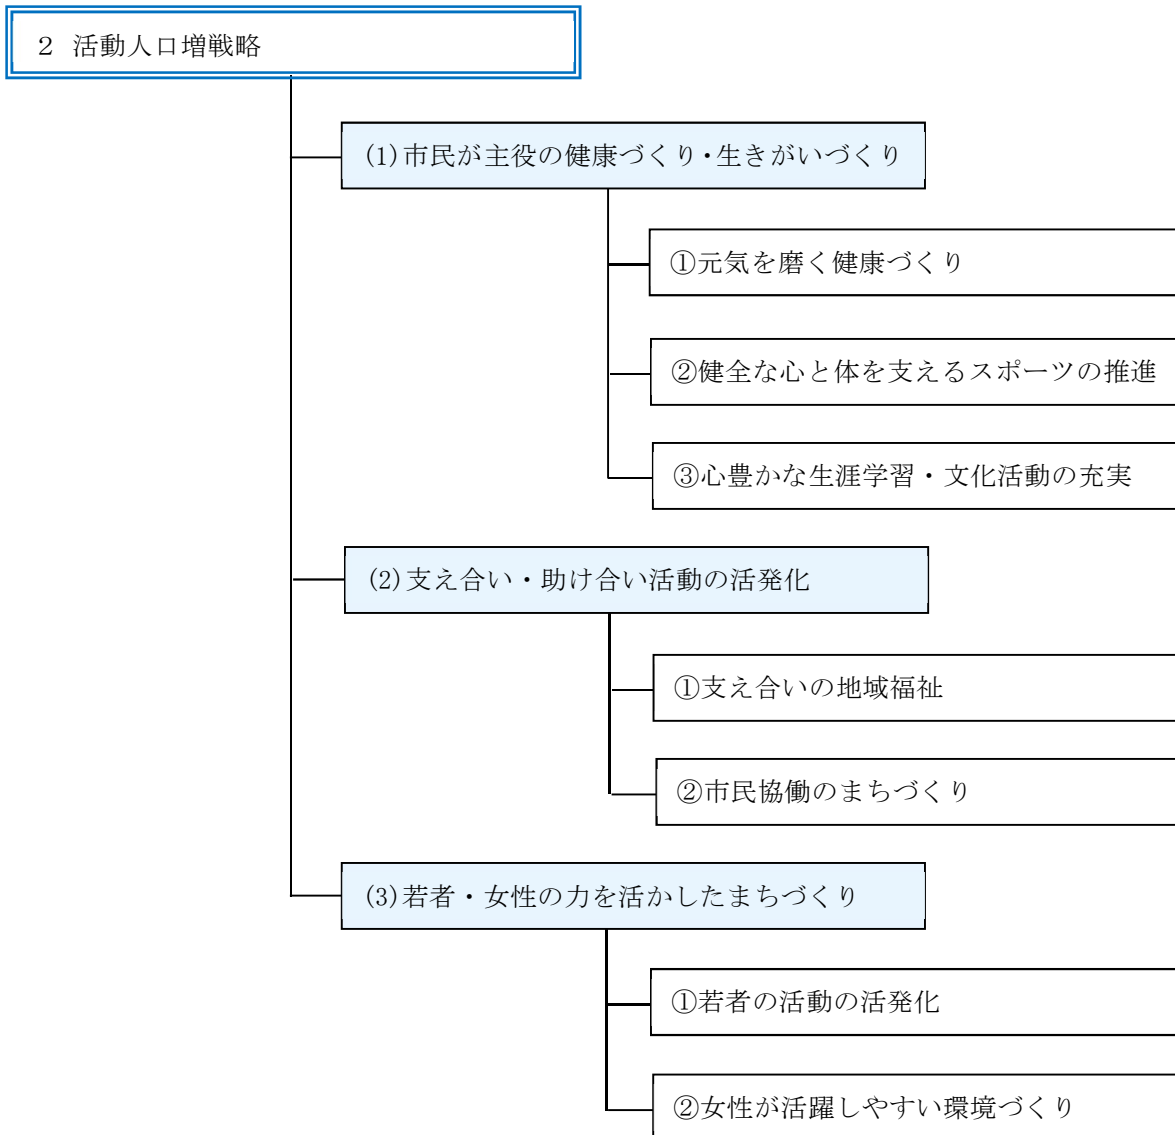 ２ 活動人口増戦略
(1)市民が主役の健康づくり・生きがいづくり
①元気を磨く健康づくり
②健全な心と体を支えるスポーツの推進
③心豊かな生涯学習・文化活動の充実
(2)支え合い・助け合い活動の活発化
①支え合いの地域福祉
②市民協働のまちづくり
(3)若者・女性の力を活かしたまちづくり
①若者の活動の活発化
②女性が活躍しやすい環境づくり